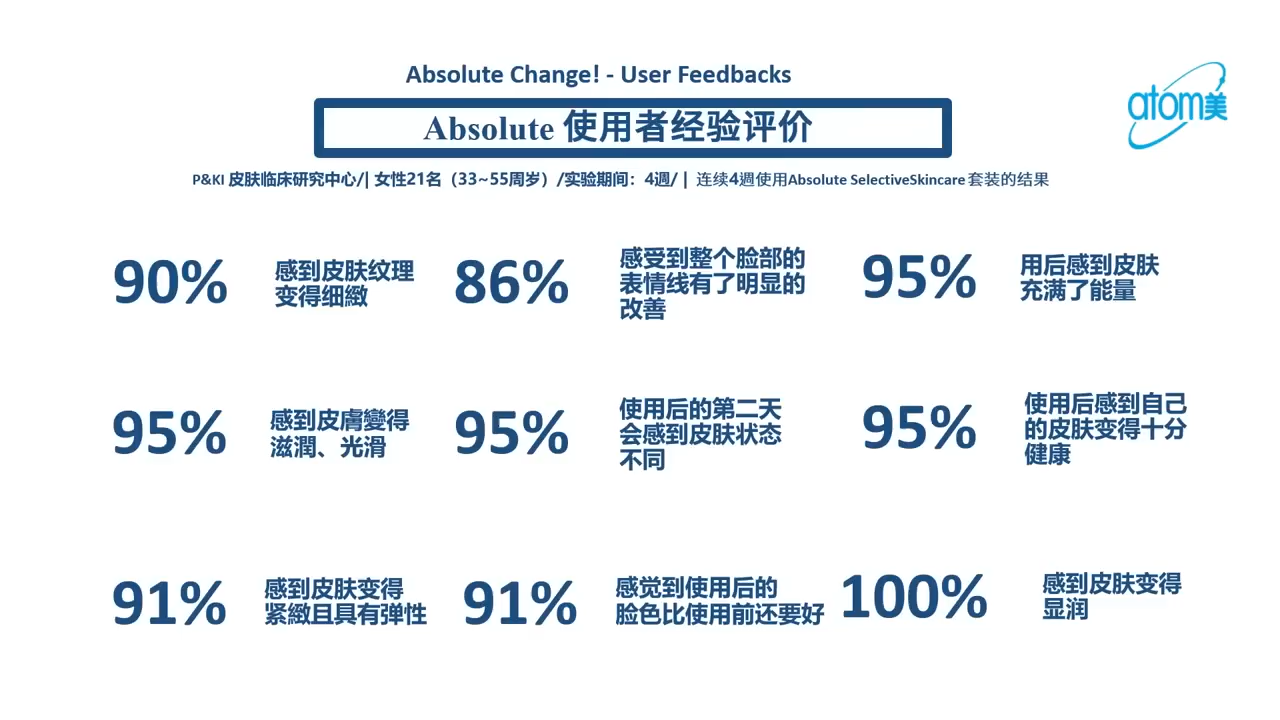 Absolute Change! - User Feedbacks
Absolute 使用者经验评价
atom美
P&KI 皮肤临床研究中心/| 女性21名（33~55周岁）/实验期间：4週/ | 连续4週使用Absolute SelectiveSkincare套装的结果
90%
感到皮肤纹理
变得细緻
86%
感受到整个脸部的
表情线有了明显的
改善
95%
用后感到皮肤
充满了能量
95%
感到皮膚變得
滋潤、光滑
95%
使用后的第二天
会感到皮肤状态
不同
95%
使用后感到自己
的皮肤变得十分
健康
91%
感到皮肤变得
紧緻且具有弹性
91%
感觉到使用后的
脸色比使用前还要好
100%
感到皮肤变得
显润